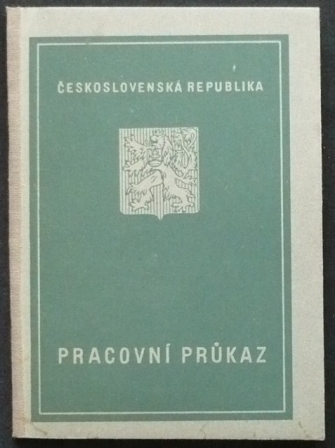 ČESKOSLOVENSKÁ REPUBLIKA
PRACOVNÍ PRŮKAZ